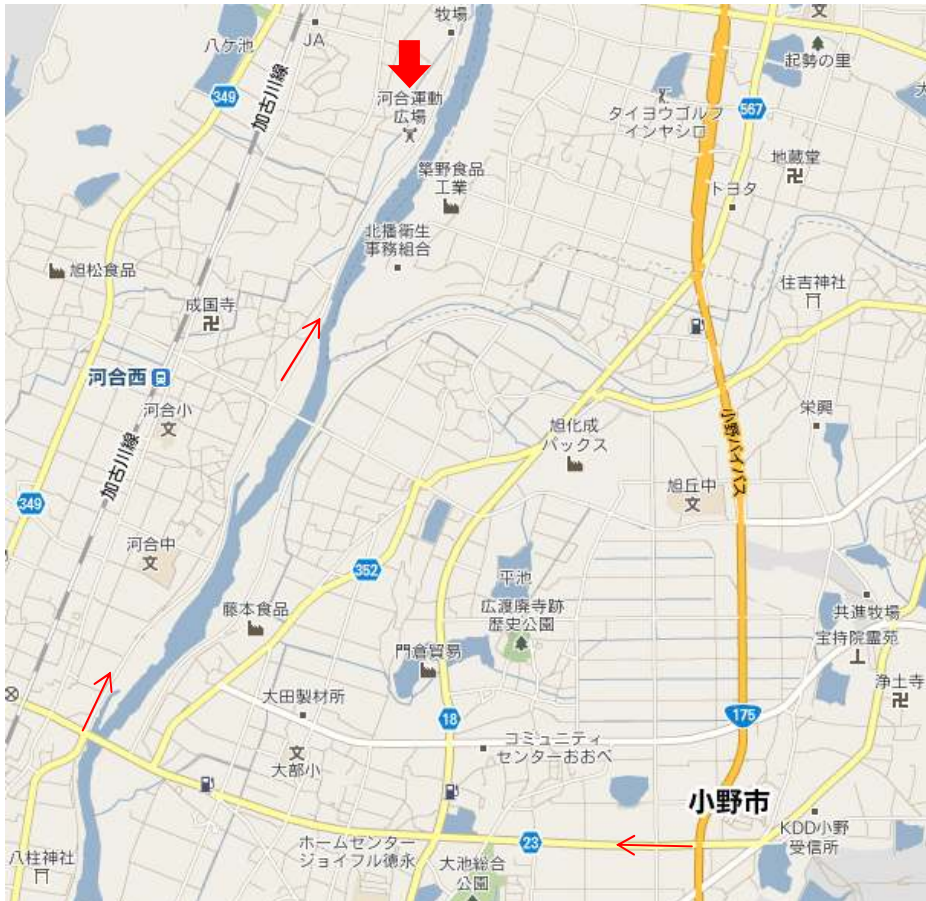 牧場
八ケ池
JA
加古川線
349
河合運動
広場
起勢の里
567
タイヨウゴルフ
インヤシロ
地蔵堂
トヨタ
築野食品
工業
北播衛生
事務組合
旭松食品
成国寺
住吉神社
河合西
河合小
栄興
旭化成
パックス
小野バイパス
加古川線
349
旭丘中
河合中
352
平池
広渡廃寺跡
歴史公園
共進牧場
宝持院霊苑
藤本食品
門倉貿易
浄土寺
大田製材所
18
175
コミュニティ
センターおおべ
大部小
小野市
ホームセンター
ジョイフル徳永
23
KDD小野
受信所
八柱神社
大池総合
公園